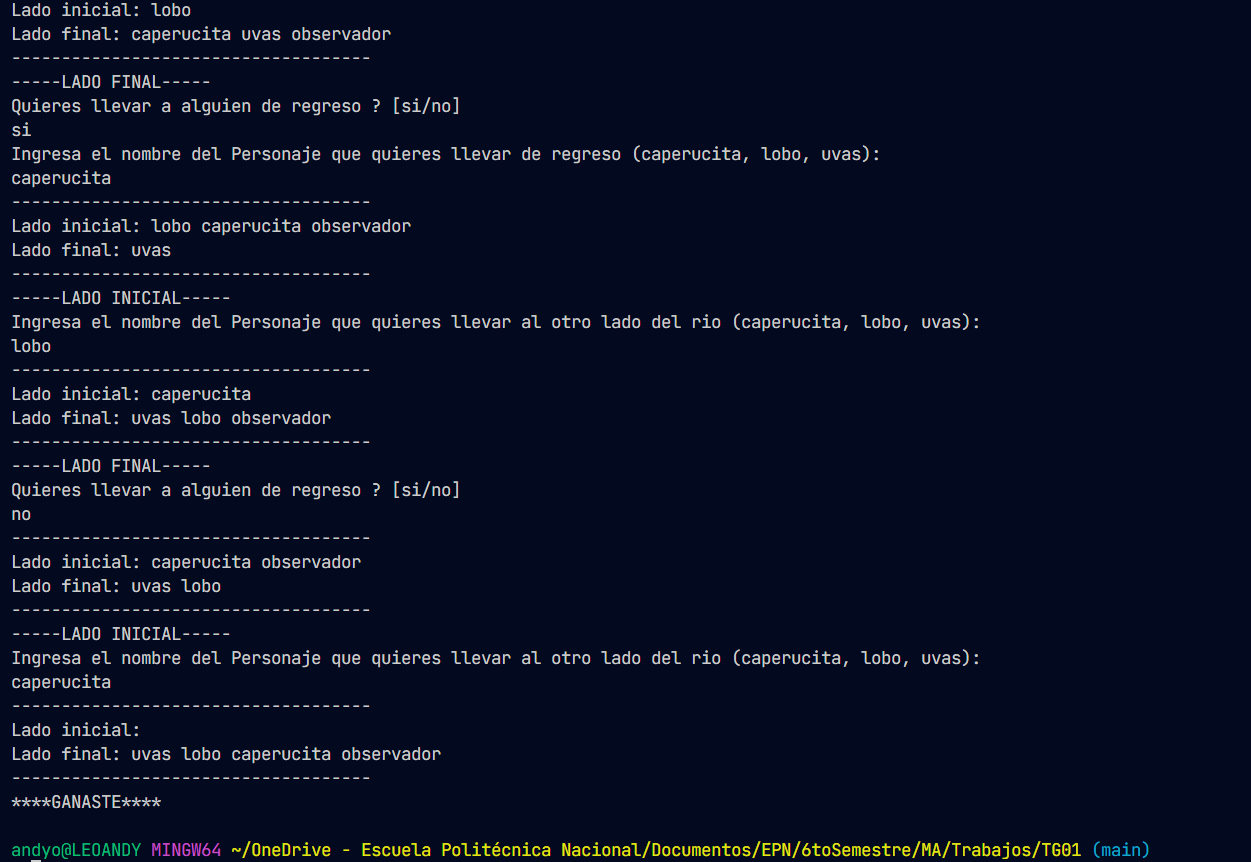 Lado inicial: lobo
Lado final: caperucita uvas observador
------------------------------------
-----LADO FINAL-----
Quieres llevar a alguien de regreso ? [si/no]
si
Ingresa el nombre del Personaje que quieres llevar de regreso (caperucita, lobo, uvas):
caperucita
------------------------------------
Lado inicial: lobo caperucita observador
Lado final: uvas
------------------------------------
-----LADO INICIAL-----
Ingresa el nombre del Personaje que quieres llevar al otro lado del rio (caperucita, lobo, uvas):
lobo
------------------------------------
Lado inicial: caperucita
Lado final: uvas lobo observador
------------------------------------
-----LADO FINAL-----
Quieres llevar a alguien de regreso ? [si/no]
no
------------------------------------
Lado inicial: caperucita observador
Lado final: uvas lobo
------------------------------------
-----LADO INICIAL-----
Ingresa el nombre del Personaje que quieres llevar al otro lado del rio (caperucita, lobo, uvas):
caperucita
------------------------------------
Lado inicial:
Lado final: uvas lobo caperucita observador
------------------------------------
****GANASTE****
andyo@LEOANDY MINGW64 ~/OneDrive - Escuela Politécnica Nacional/Documentos/EPN/6toSemestre/MA/Trabajos/TG01 (main)